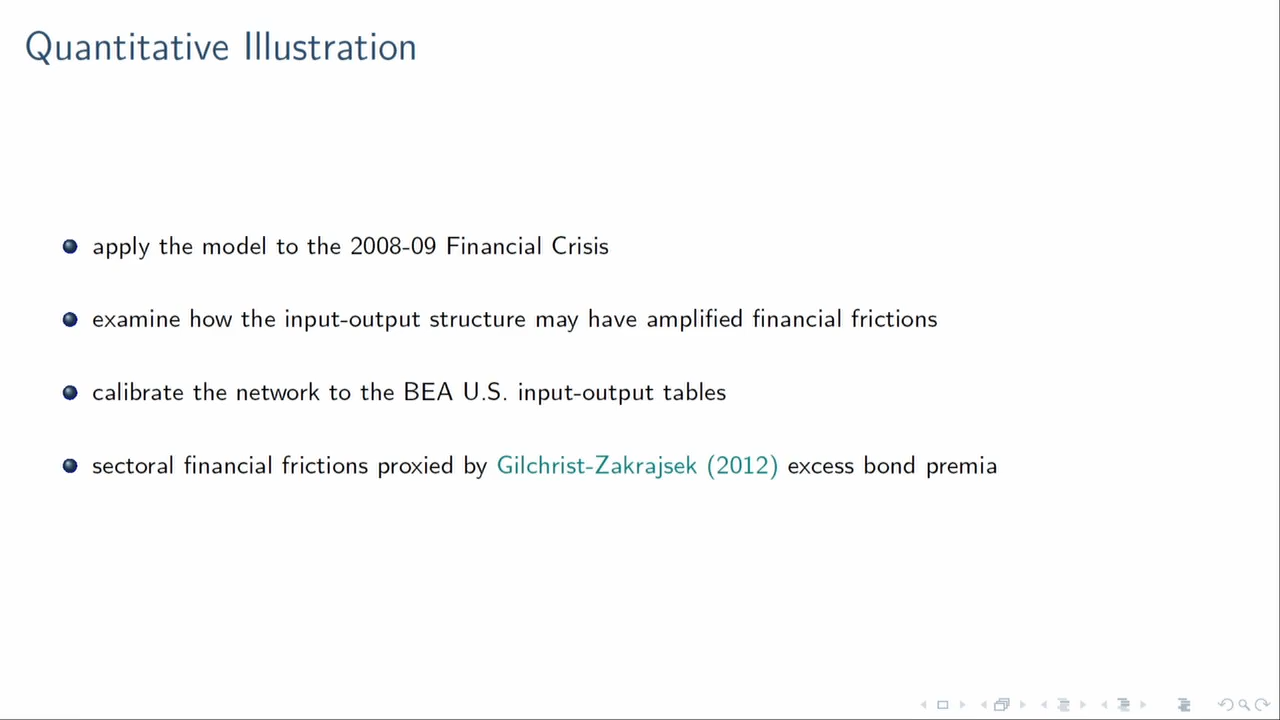 Quantitative Illustration
apply the model to the 2008-09 Financial Crisis
examine how the input-output structure may have amplified financial frictions
calibrate the network to the BEA U.S. input-output tables
sectoral financial frictions proxied by Gilchrist-Zakrajsek (2012) excess bond premia